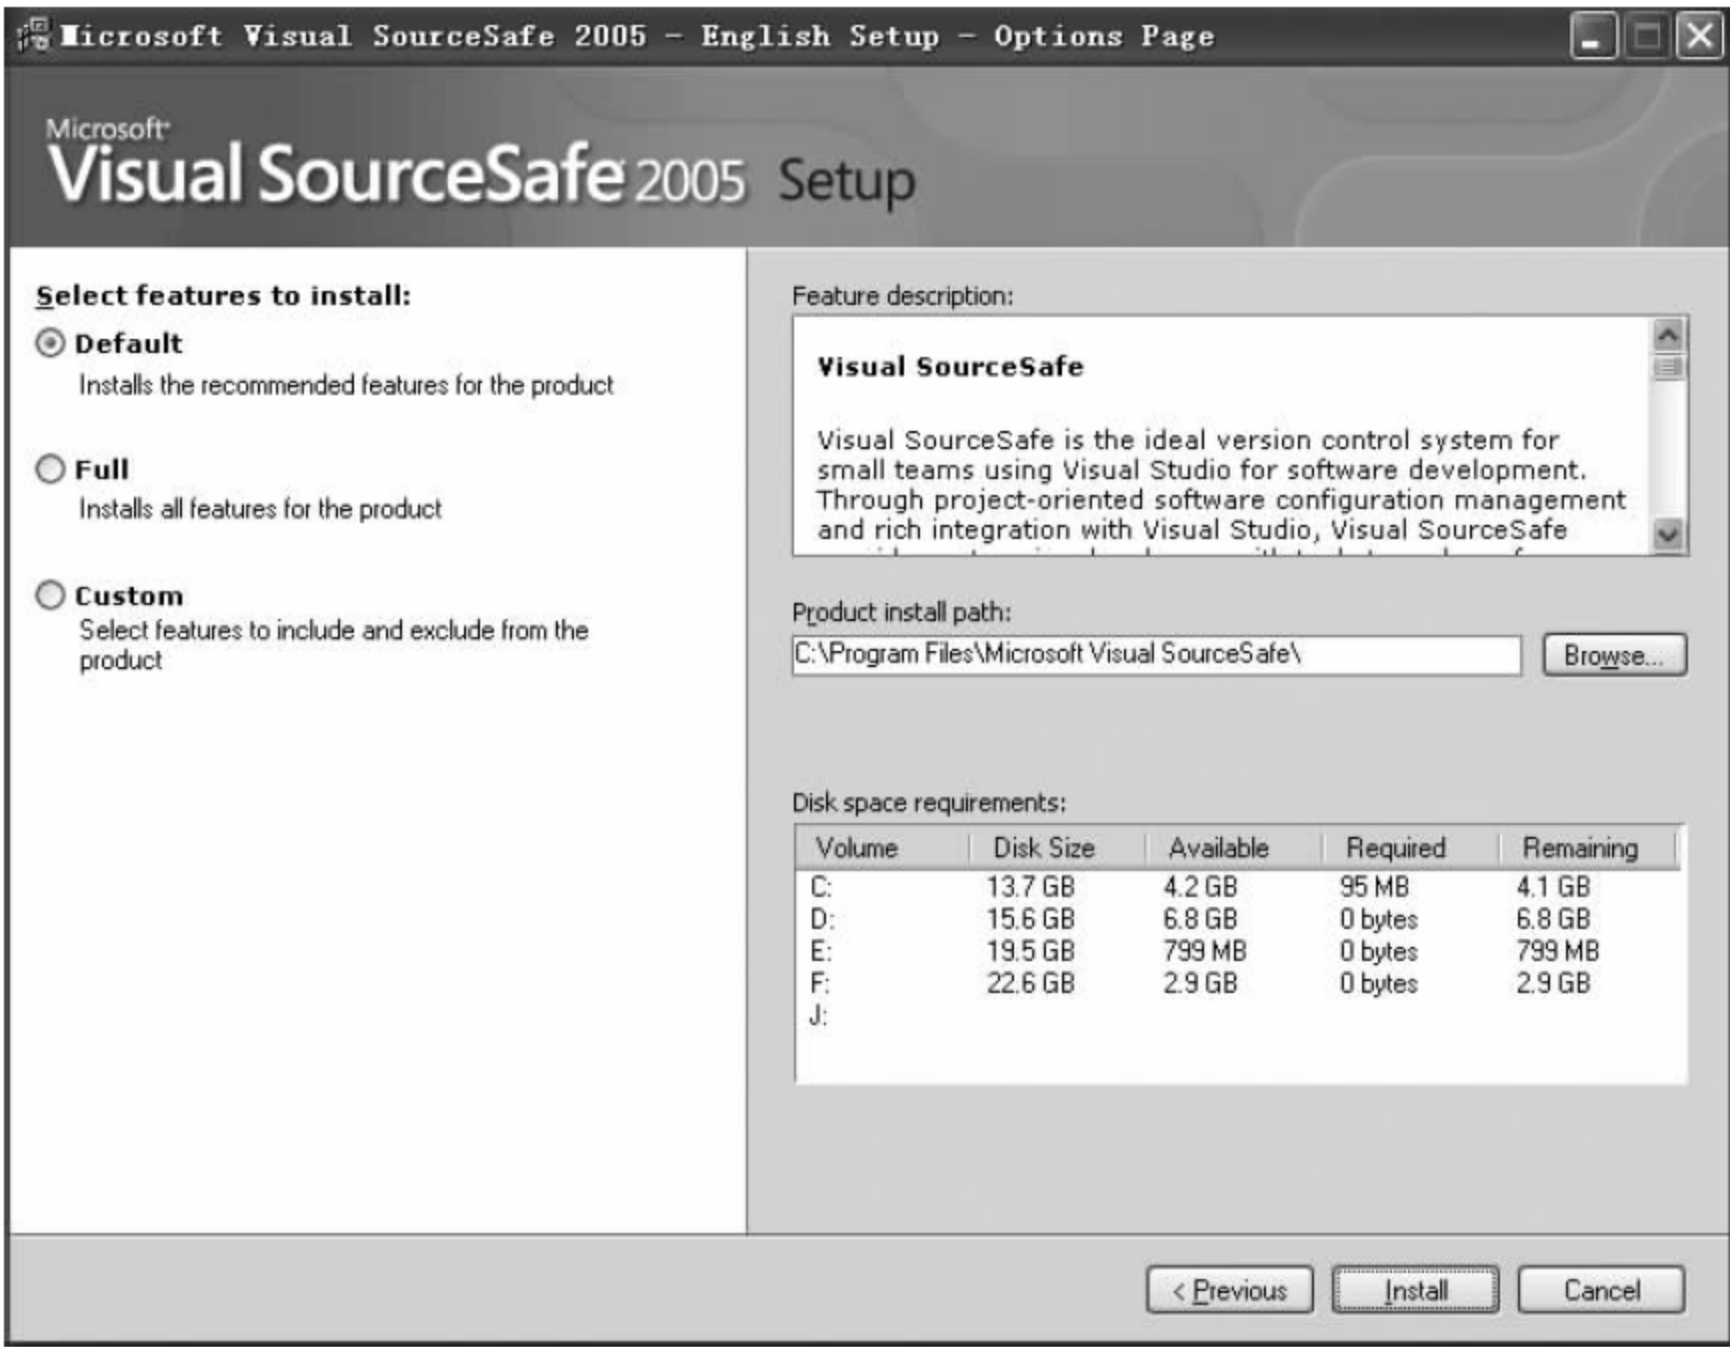 Microsoft Visual SourceSafe 2005 - English Setup - Options Page
Microsoft
Visual SourceSafe 2005 Setup
Select features to install:
Default
Installs the recommended features for the product
Full
Installs all features for the product
Custom
Select features to include and exclude from the
product
Feature description:
Visual SourceSafe
Visual SourceSafe is the ideal version control system for
small teams using Visual Studio for software development.
Through project-oriented software configuration management
and rich integration with Visual Studio, Visual SourceSafe
Product install path:
C:\Program Files\Microsoft Visual SourceSafe\
Browse...
Disk space requirements:
Volume Disk Size Available Required Remaining
C: 13.7 GB 4.2 GB 95 MB 4.1 GB
D: 15.6 GB 6.8 GB 0 bytes 6.8 GB
E: 19.5 GB 799 MB 0 bytes 799 MB
F: 22.6 GB 2.9 GB 0 bytes 2.9 GB
J:
< Previous Install Cancel